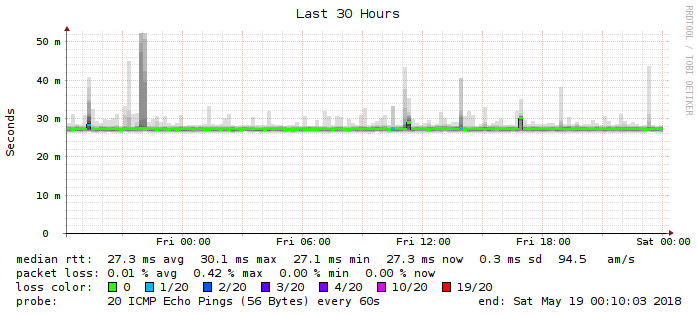 Last 30 Hours
RRDTOOL / TOBI OETIKER
Seconds
50 m
40 m
30 m
20 m
10 m
0
Fri 00:00 Fri 06:00 Fri 12:00 Fri 18:00 Sat 00:00
median rtt: 27.3 ms avg 30.1 ms max 27.1 ms min 27.3 ms now 0.3 ms sd 94.5 am/s
packet loss: 0.01 % avg 0.42 % max 0.00 % min 0.00 % now
loss color: 0 1/20 2/20 3/20 4/20 10/20 19/20
probe: 20 ICMP Echo Pings (56 Bytes) every 60s end: Sat May 19 00:10:03 2018